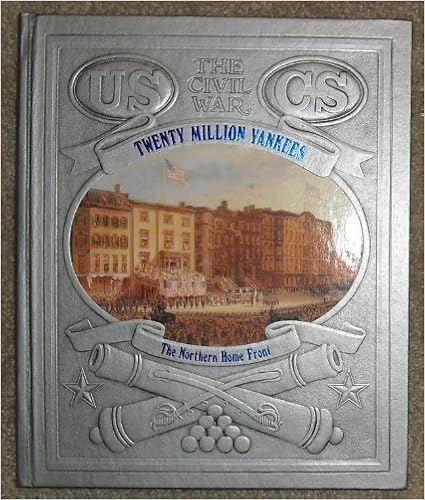 US
THE
CIVIL
WAR
CS
TWENTY MILLION YANKEES
The Northern Home Front